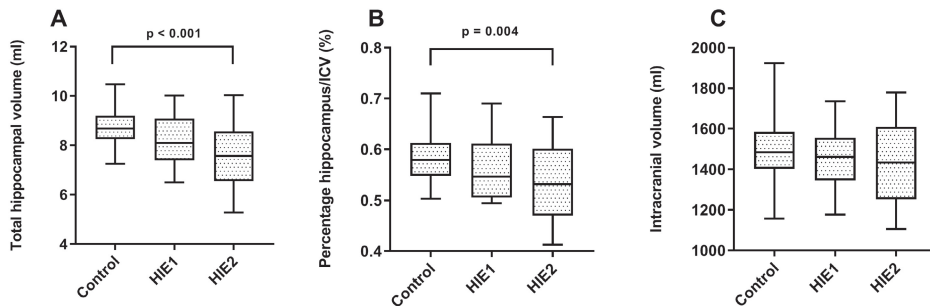 A
Total hippocampal volume (ml)
p < 0.001
12
10
8
6
4
Control
HIE1
HIE2
B
Percentage hippocampus/ICV (%)
p = 0.004
0.8
0.7
0.6
0.5
0.4
Control
HIE1
HIE2
C
Intracranial volume (ml)
2000
1800
1600
1400
1200
1000
Control
HIE1
HIE2